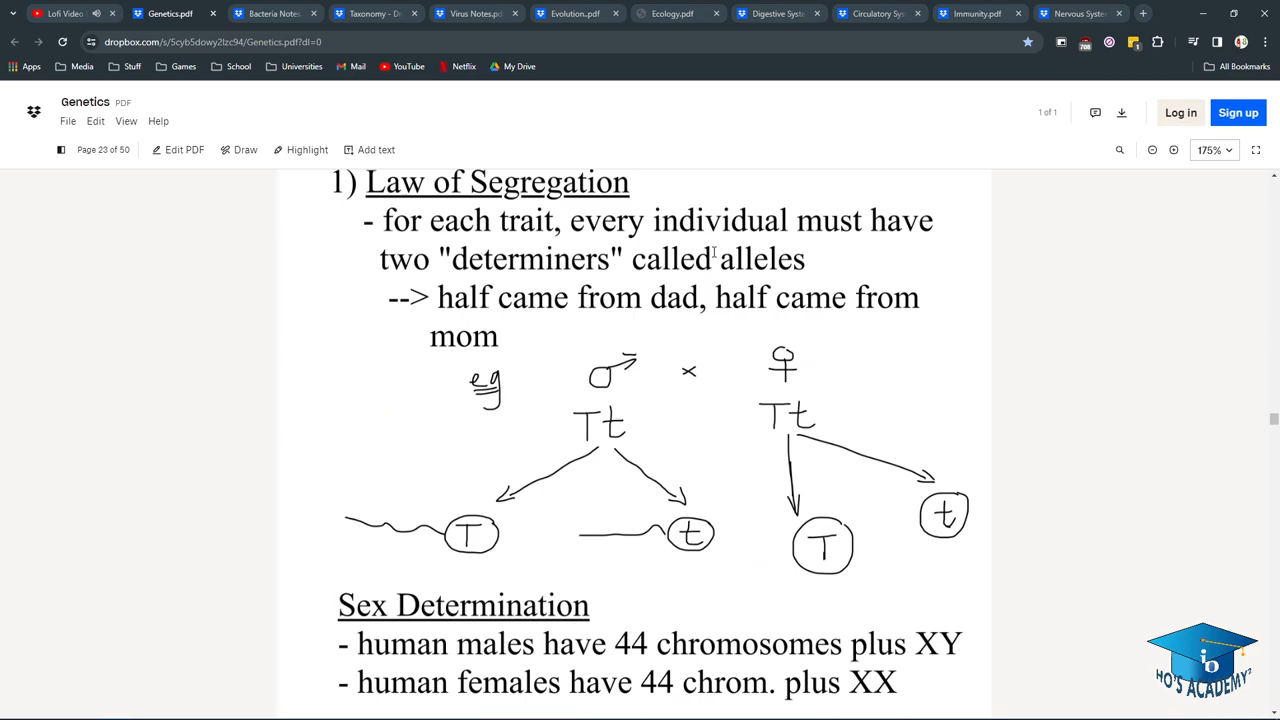 Lofi Video
Genetics.pdf
Bacteria Notes.
Taxonomy - D
Virus Notes.pdf
Evolution..pdf
Ecology.pdf
Digestive Syst
Circulatory Sys
Immunity.pdf
Nervous System
dropbox.com/s/5cyb5dowy2lzc94/Genetics.pdf?dl=0
708
1
Apps
Media
Stuff
Games
School
Universities
Mail
YouTube
Netflix
My Drive
All Bookmarks
Genetics PDF
File Edit View Help
1 of 1
Log in
Sign up
Page 23 of 50
Edit PDF
Draw
Highlight
Add text
175%
1) Law of Segregation
- for each trait, every individual must have
two "determiners" called alleles
--> half came from dad, half came from
mom
eg ♂ × ♀
Tt Tt
T t T t
Sex Determination
- human males have 44 chromosomes plus XY
- human females have 44 chrom. plus XX
io
HO'S ACADEMY